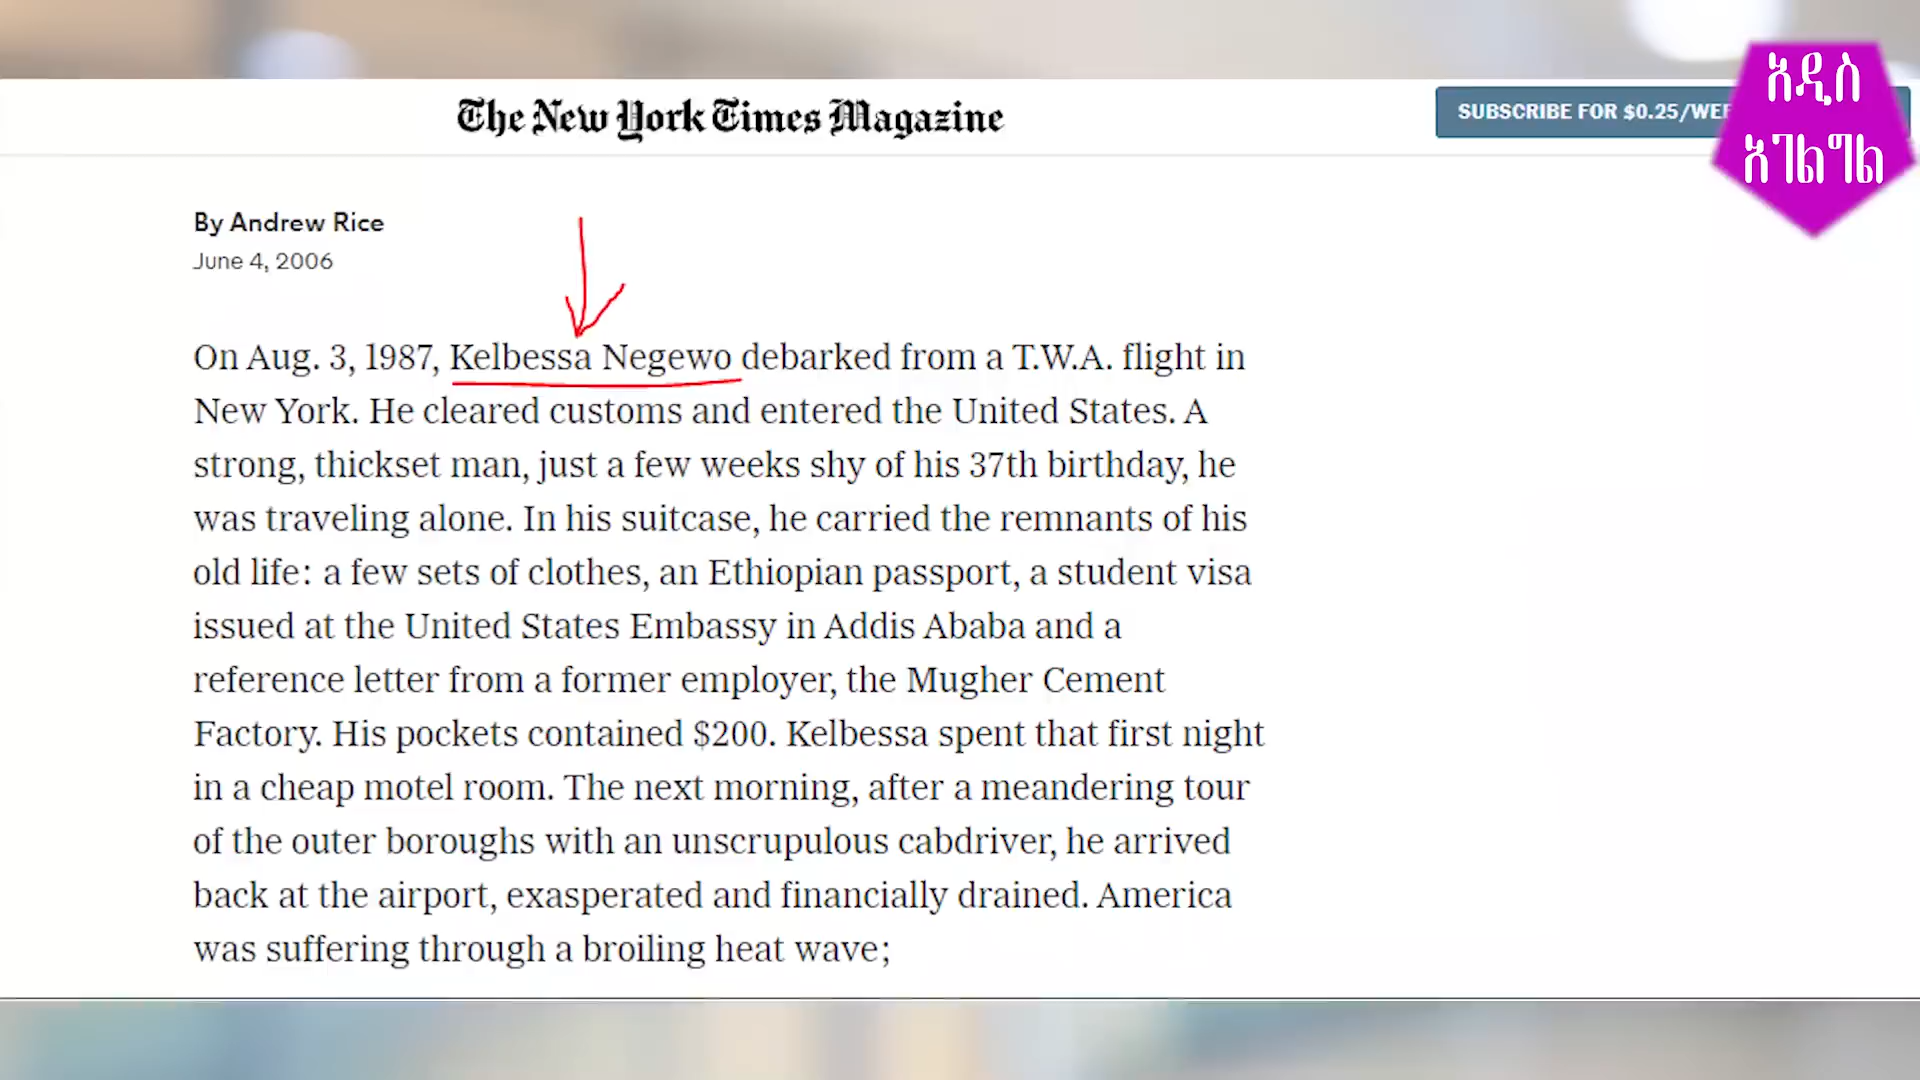 The New York Times Magazine
SUBSCRIBE FOR $0.25/WEE
አዲስ
አገልግል
By Andrew Rice
June 4, 2006
On Aug. 3, 1987, Kelbessa Negewo debarked from a T.W.A. flight in
New York. He cleared customs and entered the United States. A
strong, thickset man, just a few weeks shy of his 37th birthday, he
was traveling alone. In his suitcase, he carried the remnants of his
old life: a few sets of clothes, an Ethiopian passport, a student visa
issued at the United States Embassy in Addis Ababa and a
reference letter from a former employer, the Mugher Cement
Factory. His pockets contained $200. Kelbessa spent that first night
in a cheap motel room. The next morning, after a meandering tour
of the outer boroughs with an unscrupulous cabdriver, he arrived
back at the airport, exasperated and financially drained. America
was suffering through a broiling heat wave;